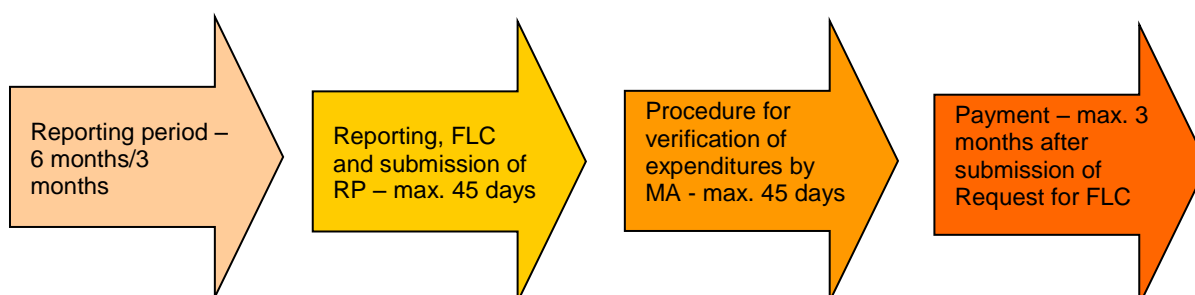 Reporting period –
6 months/3
months
Reporting, FLC
and submission of
RP – max. 45 days
Procedure for
verification of
expenditures by
MA - max. 45 days
Payment – max. 3
months after
submission of
Request for FLC